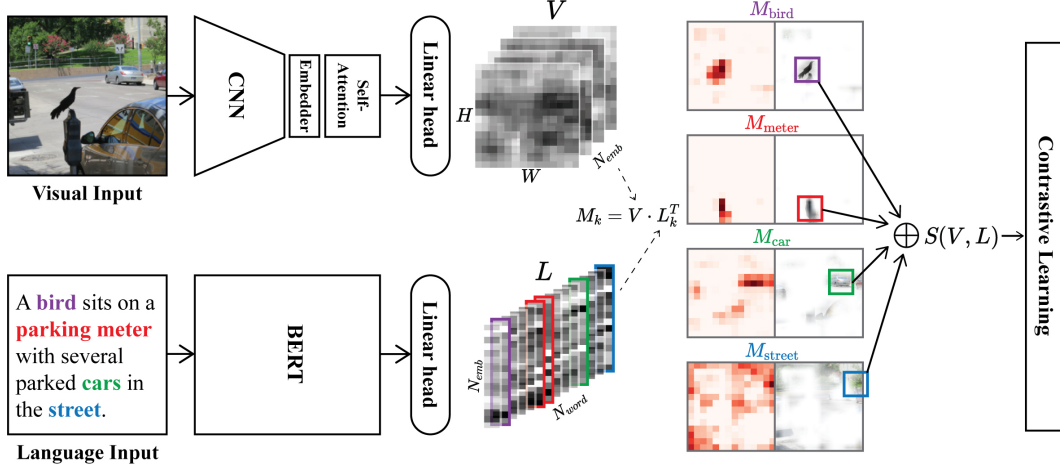 Visual Input
CNN
Embedder
Self-
Attention
Linear head
V
H
W
N_emb
M_k = V · L_k^T
A bird sits on a
parking meter
with several
parked cars in
the street.
Language Input
BERT
Linear head
L
N_emb
N_word
M_bird
M_meter
M_car
M_street
⊕ S(V, L)
Contrastive Learning